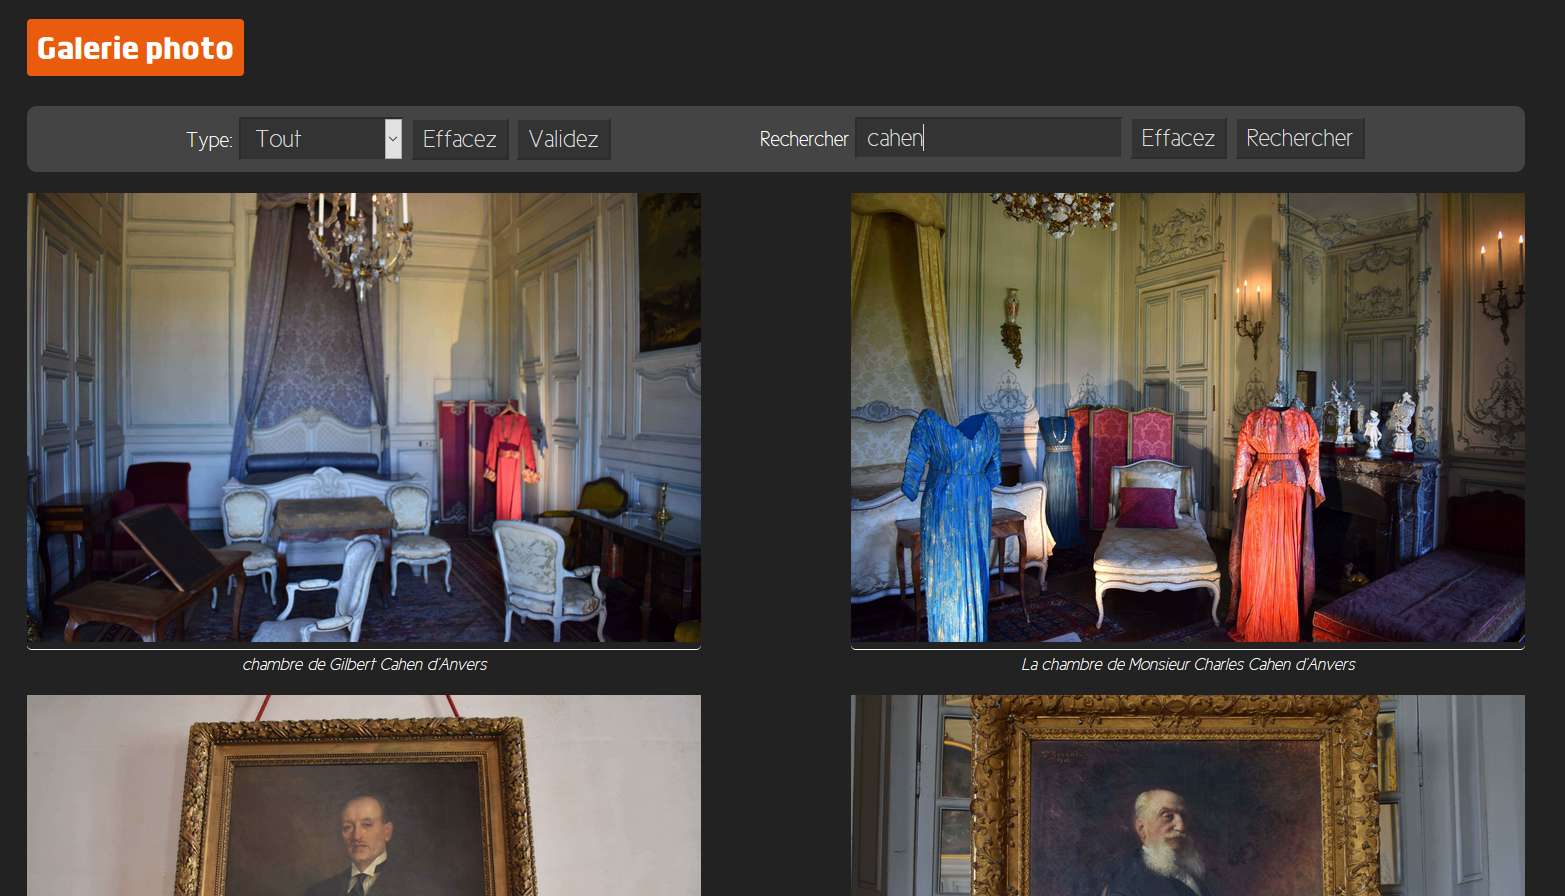 Galerie photo
Type: Tout Effacez Validez Rechercher cahen Effacez Rechercher
chambre de Gilbert Cahen d'Anvers
La chambre de Monsieur Charles Cahen d'Anvers